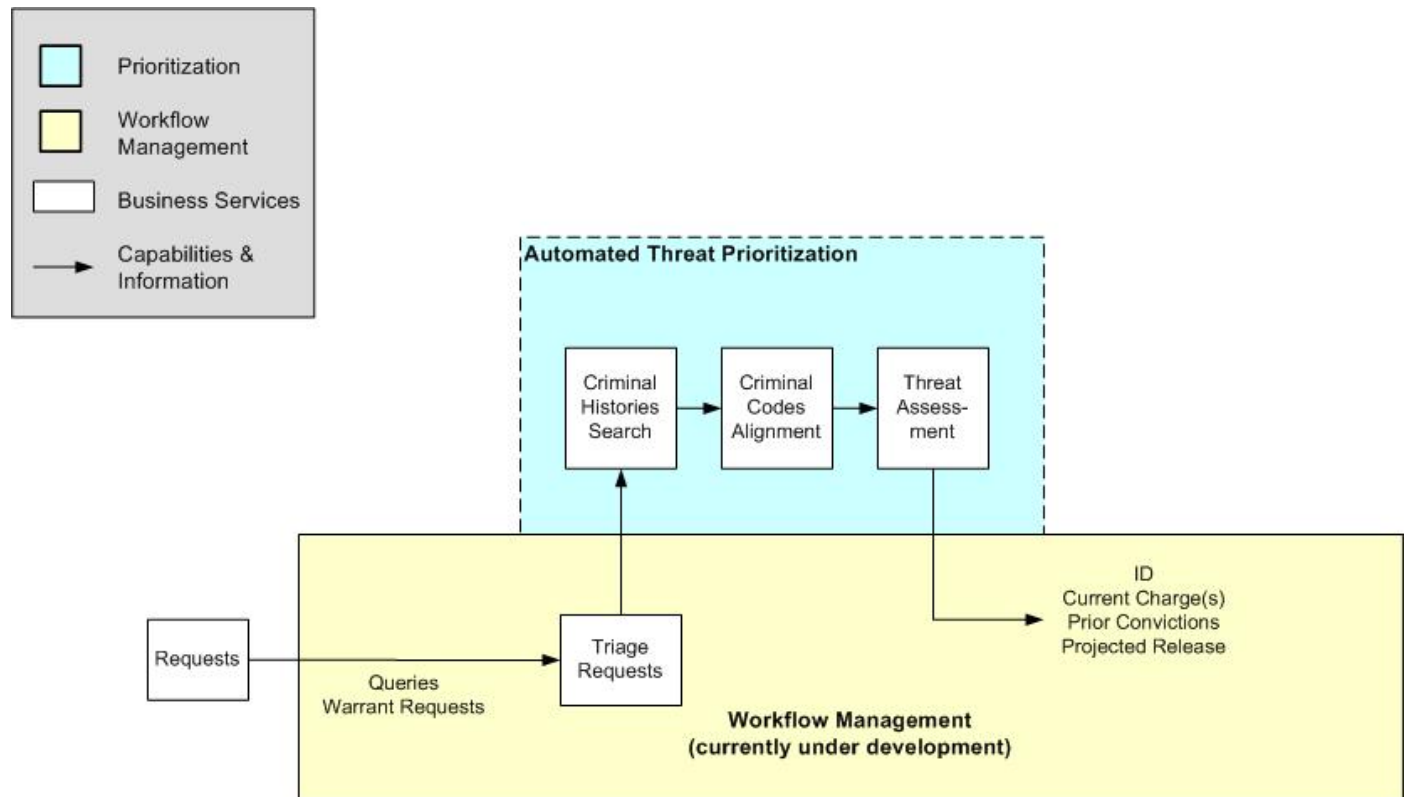 Prioritization
Workflow
Management
Business Services
Capabilities &
Information
Automated Threat Prioritization
Criminal
Histories
Search
Criminal
Codes
Alignment
Threat
Assess-
ment
Requests
Queries
Warrant Requests
Triage
Requests
ID
Current Charge(s)
Prior Convictions
Projected Release
Workflow Management
(currently under development)